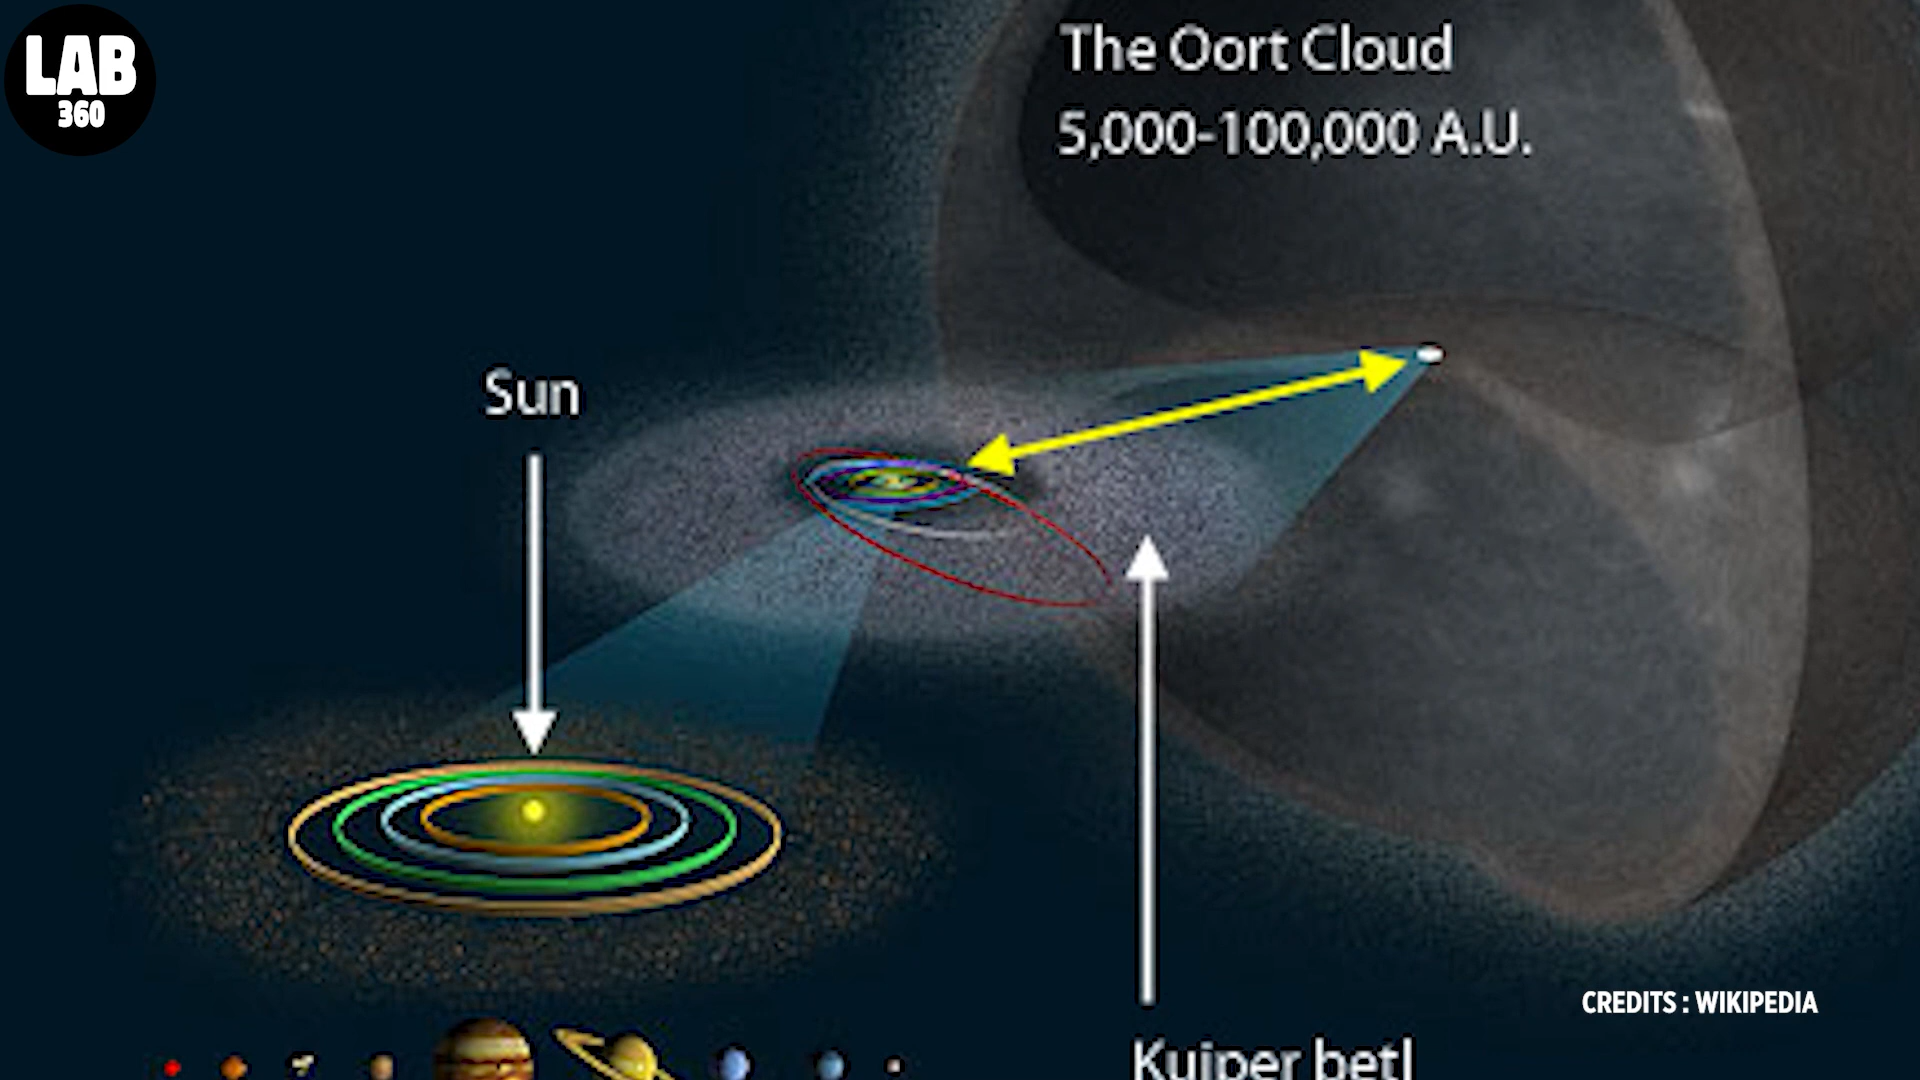 LAB
360
The Oort Cloud
5,000-100,000 A.U.
Sun
CREDITS : WIKIPEDIA
Kuiper betl